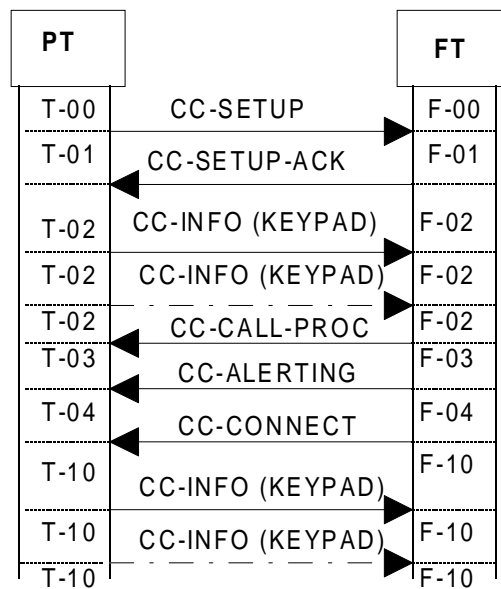 PT
FT
T-00 CC-SETUP F-00
T-01 CC-SETUP-ACK F-01
T-02 CC-INFO (KEYPAD) F-02
T-02 CC-INFO (KEYPAD) F-02
T-02 CC-CALL-PROC F-02
T-03 CC-ALERTING F-03
T-04 CC-CONNECT F-04
T-10 CC-INFO (KEYPAD) F-10
T-10 CC-INFO (KEYPAD) F-10
T-10 F-10